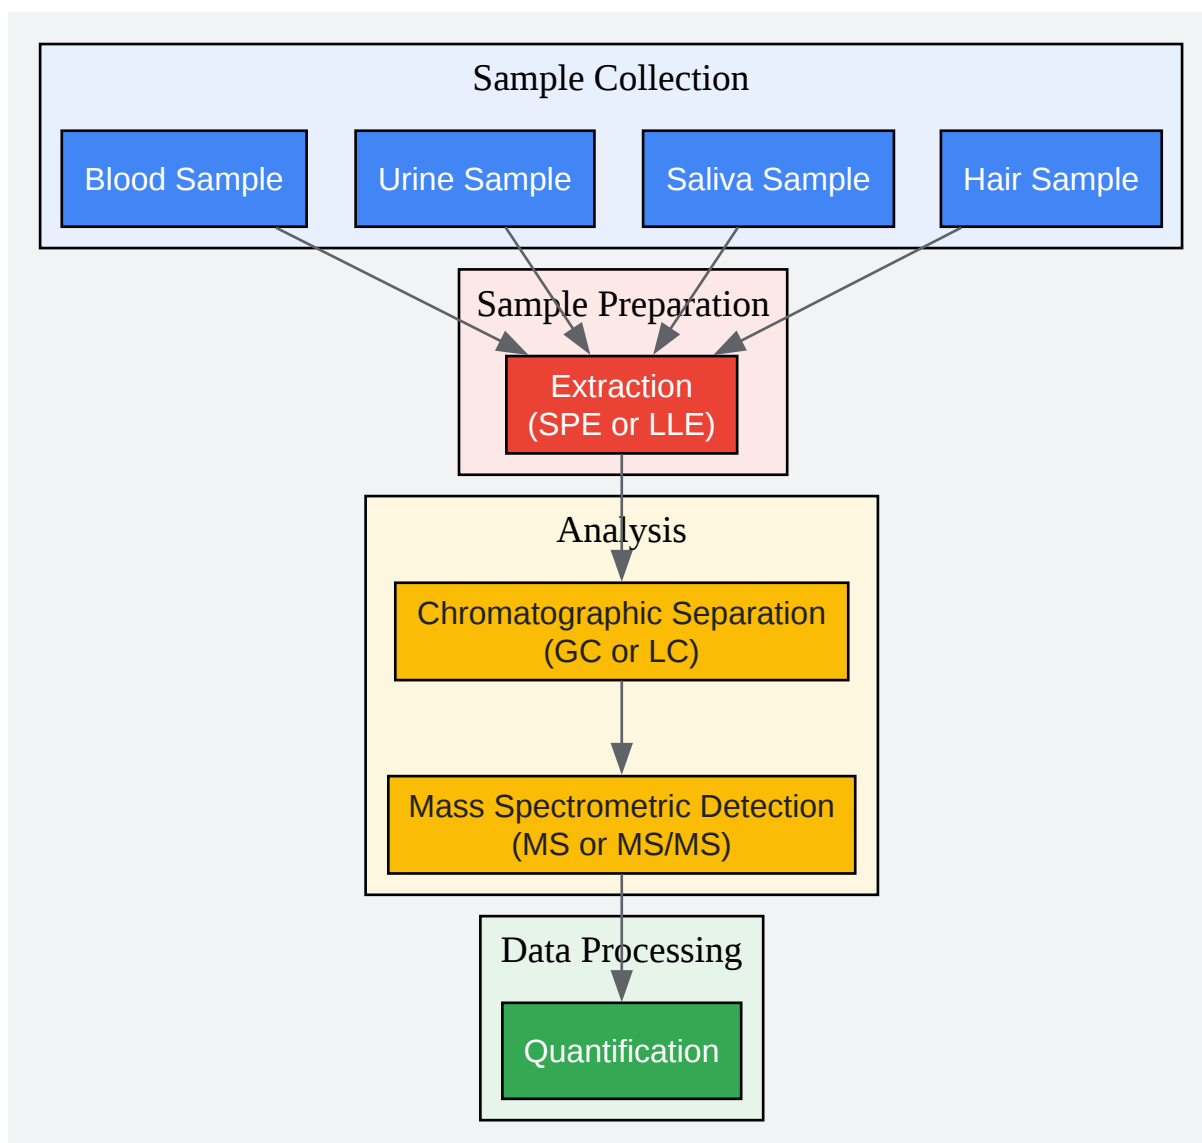 Sample Collection
Blood Sample
Urine Sample
Saliva Sample
Hair Sample
Sample Preparation
Extraction
(SPE or LLE)
Analysis
Chromatographic Separation
(GC or LC)
Mass Spectrometric Detection
(MS or MS/MS)
Data Processing
Quantification